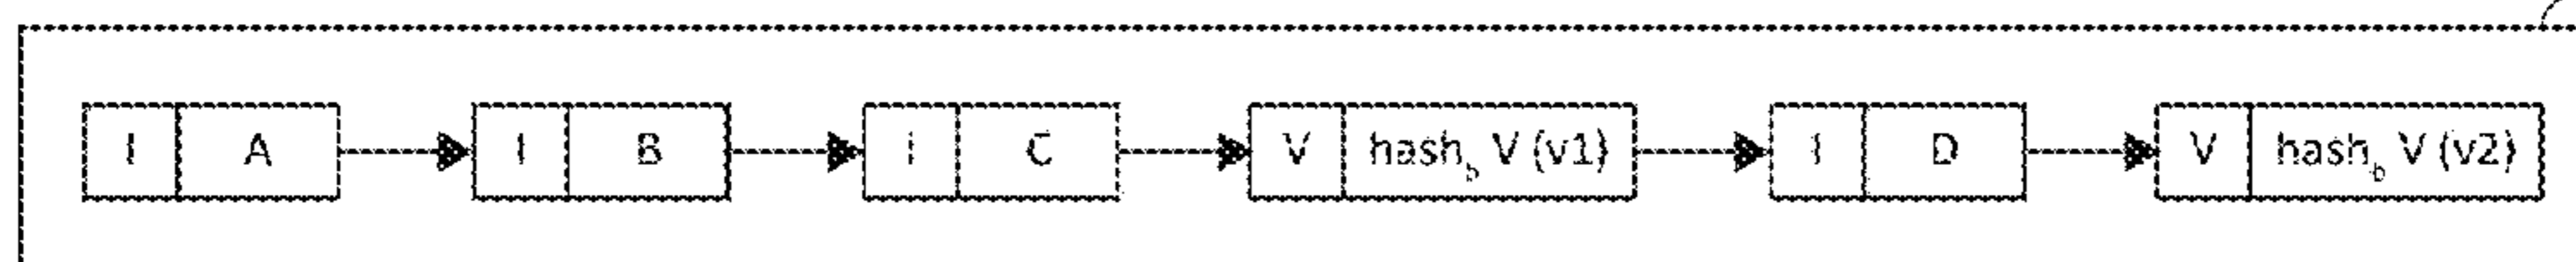 I A I B I C V hash_b V (v1) I D V hash_b V (v2)